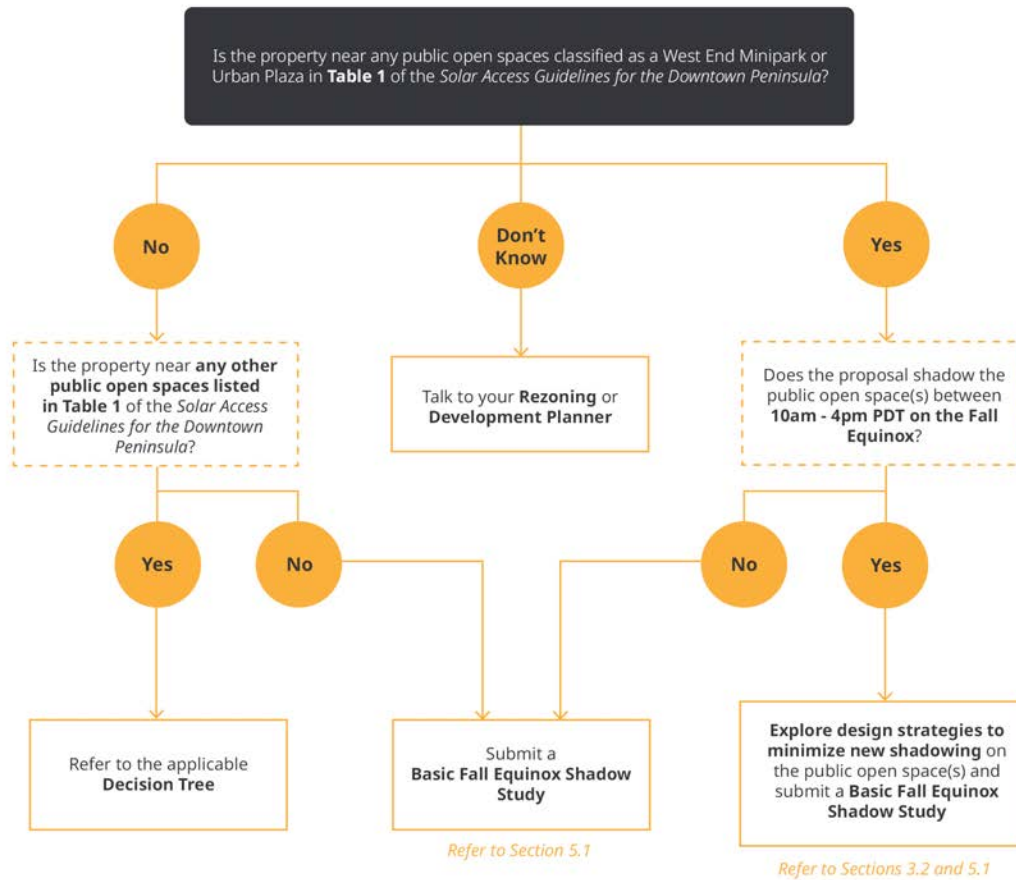 Is the property near any public open spaces classified as a West End Minipark or
Urban Plaza in Table 1 of the Solar Access Guidelines for the Downtown Peninsula?
No
Don't
Know
Yes
Is the property near any other
public open spaces listed
in Table 1 of the Solar Access
Guidelines for the Downtown
Peninsula?
Talk to your Rezoning or
Development Planner
Does the proposal shadow the
public open space(s) between
10am - 4pm PDT on the Fall
Equinox?
Yes
No
No
Yes
Refer to the applicable
Decision Tree
Submit a
Basic Fall Equinox Shadow
Study
Refer to Section 5.1
Explore design strategies to
minimize new shadowing on
the public open space(s) and
submit a Basic Fall Equinox
Shadow Study
Refer to Sections 3.2 and 5.1